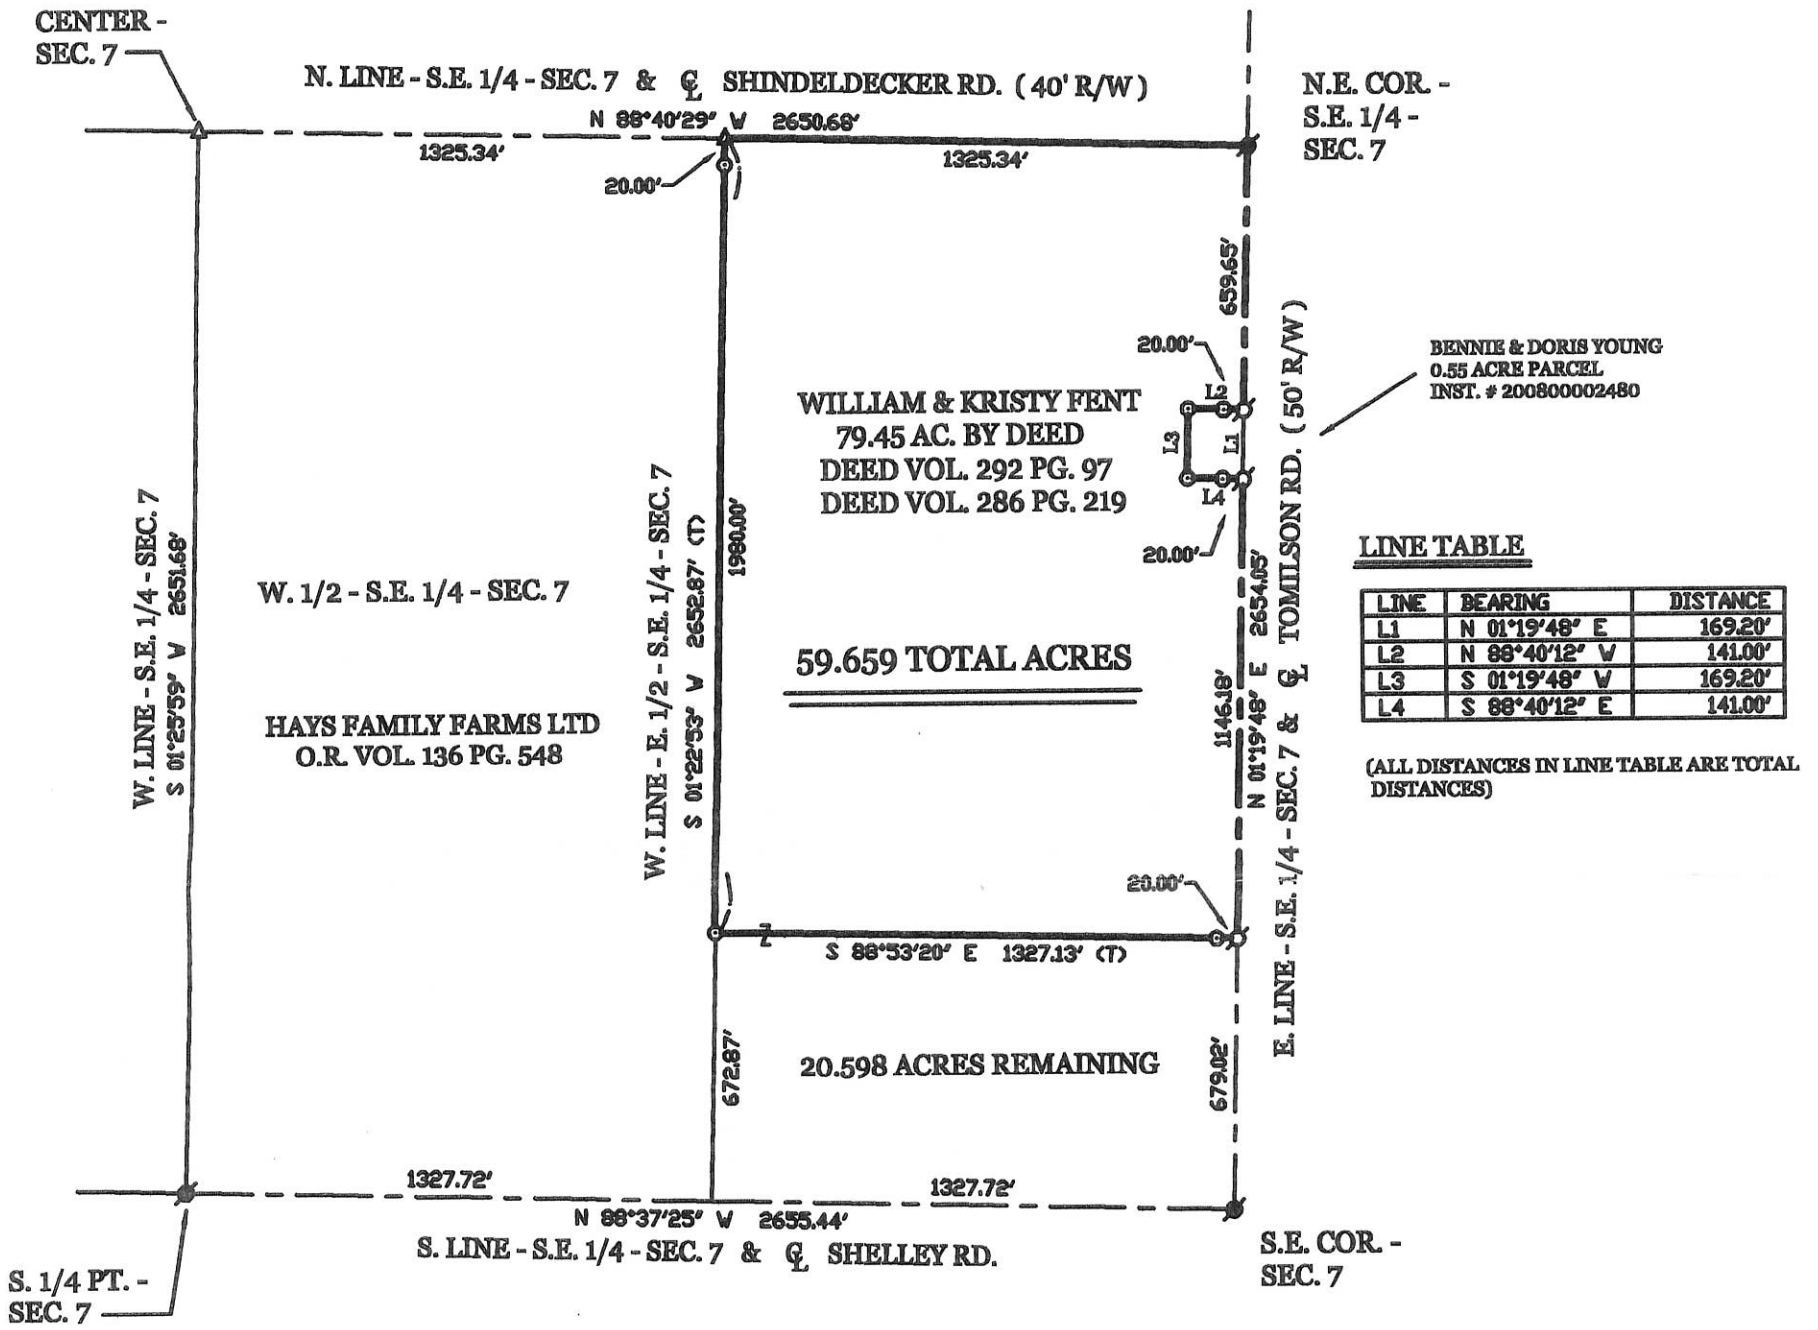 CENTER -
SEC. 7
N. LINE - S.E. 1/4 - SEC. 7 & ℄ SHINDELDECKER RD. ( 40' R/W )
N 88°40'29" W 2650.68'
1325.34'
1325.34'
20.00'
N.E. COR. -
S.E. 1/4 -
SEC. 7
659.65'
20.00'
L2
L3
L1
L4
20.00'
BENNIE & DORIS YOUNG
0.55 ACRE PARCEL
INST. # 200800002480
WILLIAM & KRISTY FENT
79.45 AC. BY DEED
DEED VOL. 292 PG. 97
DEED VOL. 286 PG. 219
W. LINE - S.E. 1/4 - SEC. 7
S 01°25'59" W 2651.68'
W. 1/2 - S.E. 1/4 - SEC. 7
HAYS FAMILY FARMS LTD
O.R. VOL. 136 PG. 548
W. LINE - E. 1/2 - S.E. 1/4 - SEC. 7
S 01°22'53" W 2652.87' (T)
1980.00'
59.659 TOTAL ACRES
1146.18'
N 01°19'48" E 2654.05'
E. LINE - S.E. 1/4 - SEC. 7 & ℄ TOMILSON RD. ( 50' R/W )
LINE TABLE
LINE BEARING DISTANCE
L1 N 01°19'48" E 169.20'
L2 N 88°40'12" W 141.00'
L3 S 01°19'48" W 169.20'
L4 S 88°40'12" E 141.00'
(ALL DISTANCES IN LINE TABLE ARE TOTAL
DISTANCES)
20.00'
S 88°53'20" E 1327.13' (T)
672.87'
20.598 ACRES REMAINING
679.02'
1327.72'
1327.72'
N 88°37'25" W 2655.44'
S. LINE - S.E. 1/4 - SEC. 7 & ℄ SHELLEY RD.
S. 1/4 PT. -
SEC. 7
S.E. COR. -
SEC. 7